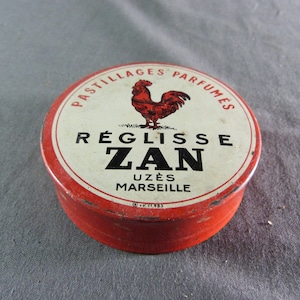 PASTILLAGES PARFUMÉS
RÉGLISSE
ZAN
UZÈS
MARSEILLE